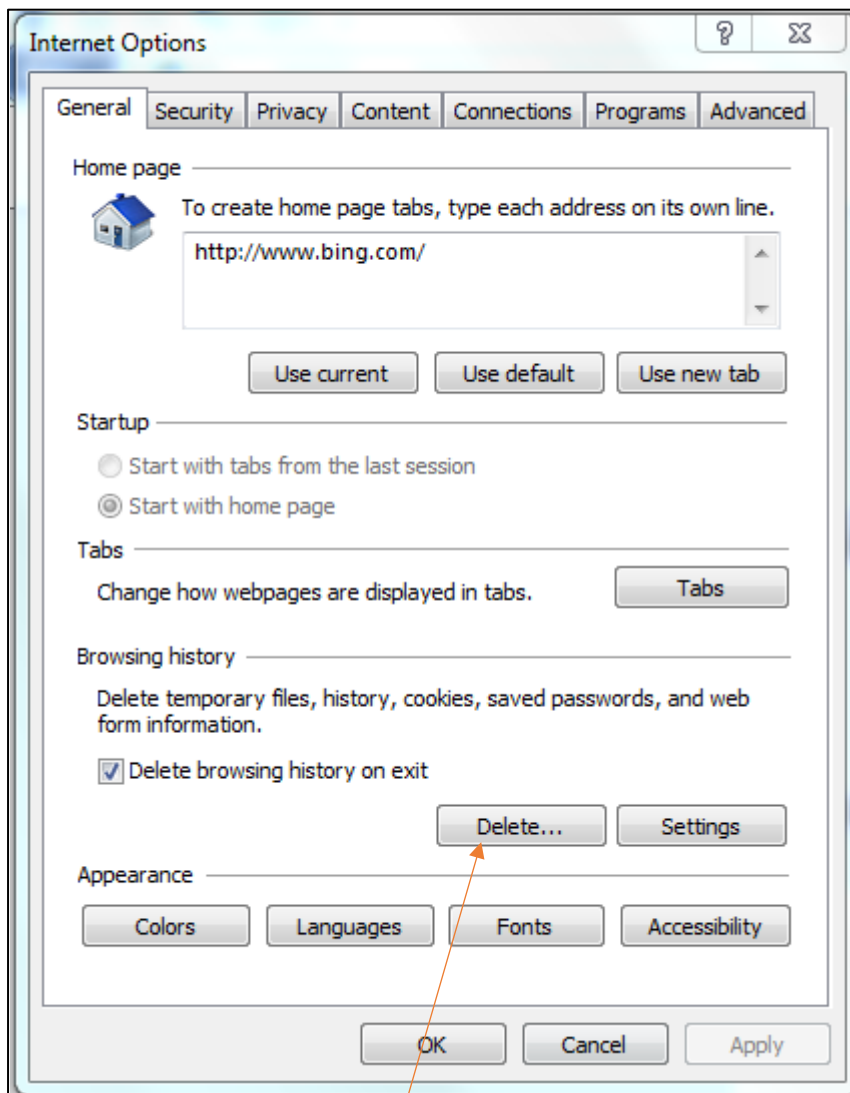 Internet Options
General Security Privacy Content Connections Programs Advanced
Home page
To create home page tabs, type each address on its own line.
http://www.bing.com/
Use current Use default Use new tab
Startup
Start with tabs from the last session
Start with home page
Tabs
Change how webpages are displayed in tabs. Tabs
Browsing history
Delete temporary files, history, cookies, saved passwords, and web
form information.
Delete browsing history on exit
Delete... Settings
Appearance
Colors Languages Fonts Accessibility
OK Cancel Apply